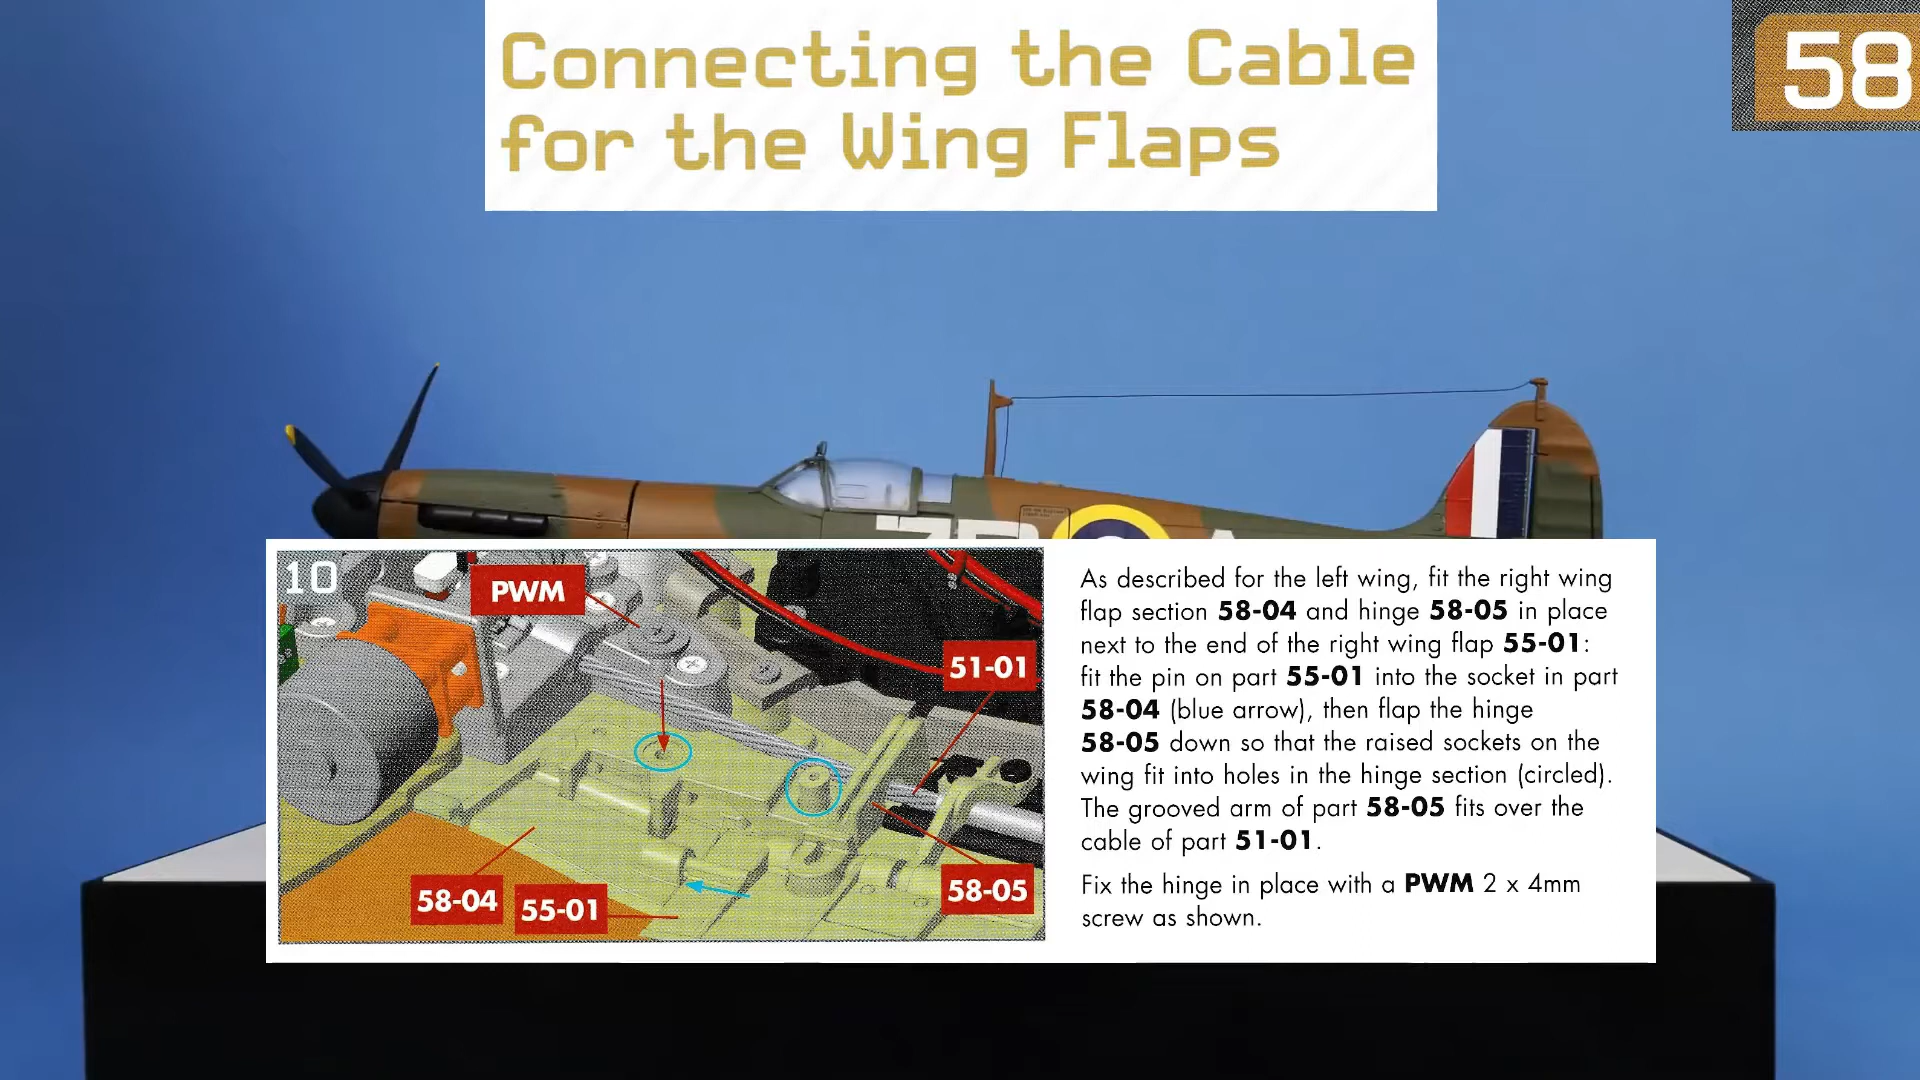 Connecting the Cable
for the Wing Flaps
58
10
PWM
51-01
58-04
55-01
58-05
As described for the left wing, fit the right wing
flap section 58-04 and hinge 58-05 in place
next to the end of the right wing flap 55-01:
fit the pin on part 55-01 into the socket in part
58-04 (blue arrow), then flap the hinge
58-05 down so that the raised sockets on the
wing fit into holes in the hinge section (circled).
The grooved arm of part 58-05 fits over the
cable of part 51-01.
Fix the hinge in place with a PWM 2 x 4mm
screw as shown.